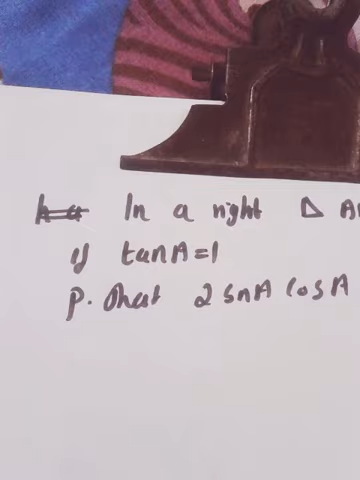 In a right △ A
if tanA=1
P. that 2 sinA cosA